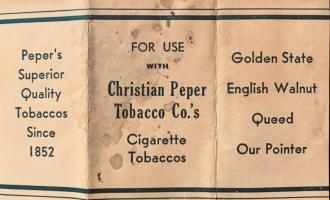 Peper's
Superior
Quality
Tobaccos
Since
1852
FOR USE
WITH
Christian Peper
Tobacco Co.'s
Cigarette
Tobaccos
Golden State
English Walnut
Queed
Our Pointer